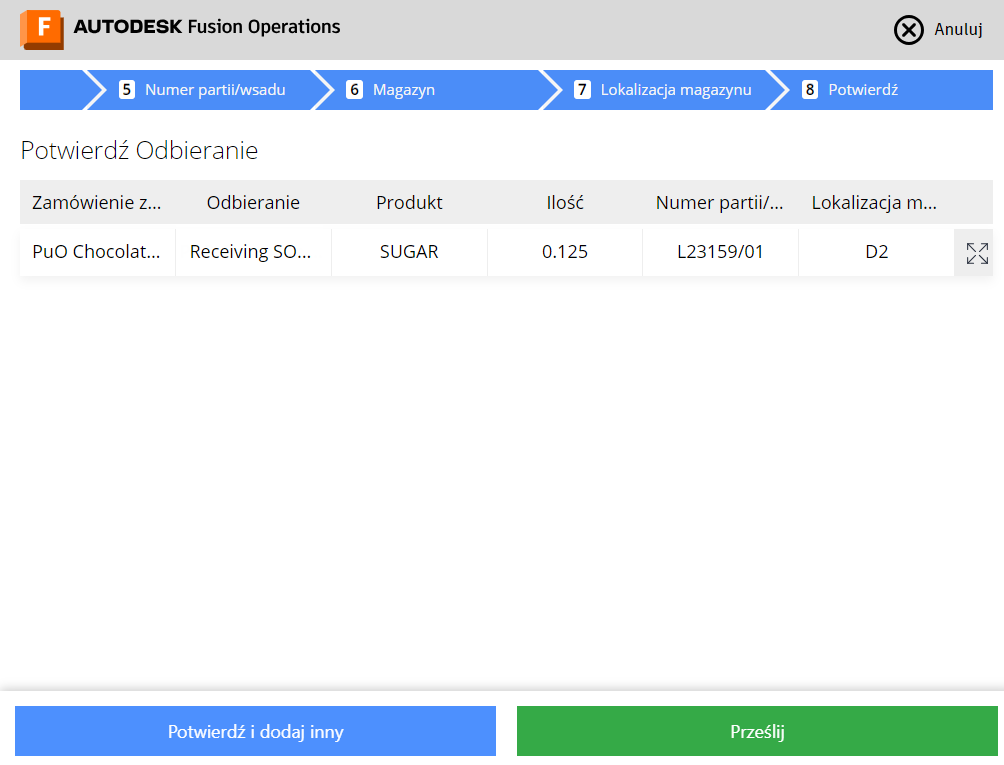 F AUTODESK Fusion Operations Anuluj
5 Numer partii/wsadu 6 Magazyn 7 Lokalizacja magazynu 8 Potwierdź
Potwierdź Odbieranie
Zamówienie z... Odbieranie Produkt Ilość Numer partii/... Lokalizacja m...
PuO Chocolat... Receiving SO... SUGAR 0.125 L23159/01 D2
Potwierdź i dodaj inny Prześlij